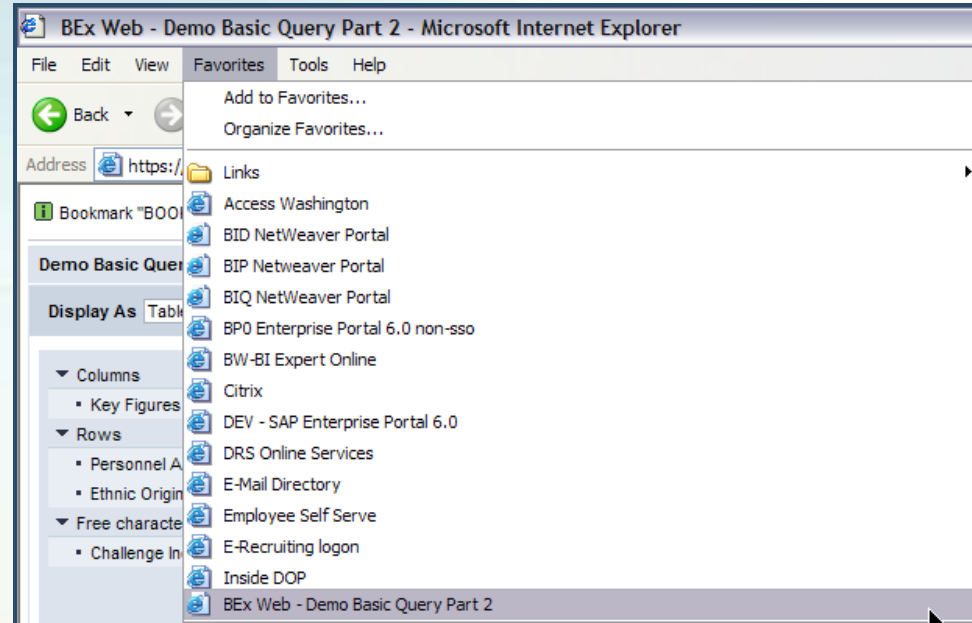 BEx Web - Demo Basic Query Part 2 - Microsoft Internet Explorer
File Edit View Favorites Tools Help
Back
Add to Favorites...
Organize Favorites...
Address https:/
Links
Bookmark "BOO
Access Washington
BID NetWeaver Portal
Demo Basic Quer
BIP Netweaver Portal
BIQ NetWeaver Portal
Display As Table
BP0 Enterprise Portal 6.0 non-sso
BW-BI Expert Online
Columns
Citrix
Key Figures
DEV - SAP Enterprise Portal 6.0
Rows
DRS Online Services
Personnel A
E-Mail Directory
Ethnic Origin
Employee Self Serve
Free characte
E-Recruiting logon
Challenge In
Inside DOP
BEx Web - Demo Basic Query Part 2